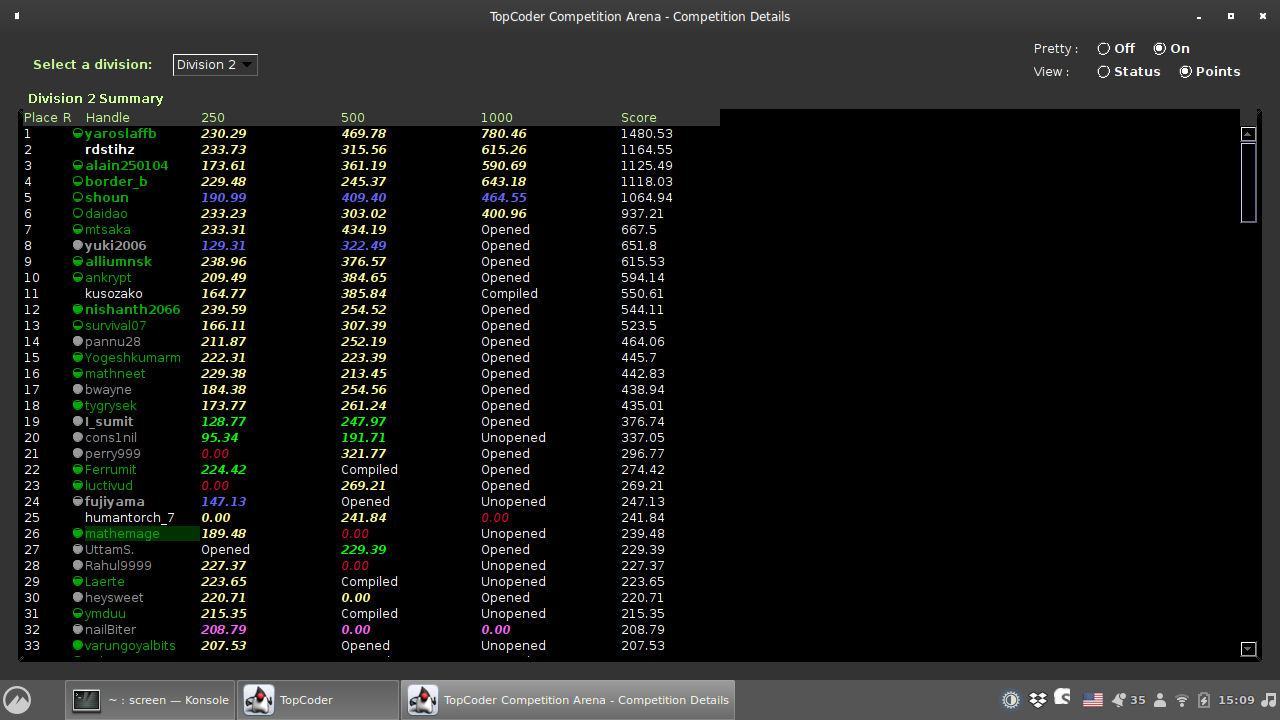 TopCoder Competition Arena - Competition Details
Pretty : Off On
Select a division: Division 2
View : Status Points
Division 2 Summary
Place R Handle 250 500 1000 Score
1 yaroslaffb 230.29 469.78 780.46 1480.53
2 rdstihz 233.73 315.56 615.26 1164.55
3 alain250104 173.61 361.19 590.69 1125.49
4 border_b 229.48 245.37 643.18 1118.03
5 shoun 190.99 409.40 464.55 1064.94
6 daidao 233.23 303.02 400.96 937.21
7 mtsaka 233.31 434.19 Opened 667.5
8 yuki2006 129.31 322.49 Opened 651.8
9 alliumnsk 238.96 376.57 Opened 615.53
10 ankrypt 209.49 384.65 Opened 594.14
11 kusozako 164.77 385.84 Compiled 550.61
12 nishanth2066 239.59 254.52 Opened 544.11
13 survival07 166.11 307.39 Opened 523.5
14 pannu28 211.87 252.19 Opened 464.06
15 Yogeshkumarm 222.31 223.39 Opened 445.7
16 mathneet 229.38 213.45 Opened 442.83
17 bwayne 184.38 254.56 Opened 438.94
18 tygrysek 173.77 261.24 Opened 435.01
19 I_sumit 128.77 247.97 Opened 376.74
20 cons1nil 95.34 191.71 Unopened 337.05
21 perry999 0.00 321.77 Opened 296.77
22 Ferrumit 224.42 Compiled Opened 274.42
23 luctivud 0.00 269.21 Opened 269.21
24 fujiyama 147.13 Opened Unopened 247.13
25 humantorch_7 0.00 241.84 0.00 241.84
26 mathemage 189.48 0.00 Unopened 239.48
27 UttamS. Opened 229.39 Opened 229.39
28 Rahul9999 227.37 0.00 Unopened 227.37
29 Laerte 223.65 Compiled Unopened 223.65
30 heysweet 220.71 0.00 Opened 220.71
31 ymduu 215.35 Compiled Unopened 215.35
32 nailBiter 208.79 0.00 0.00 208.79
33 varungoyalbits 207.53 Opened Unopened 207.53
~ : screen — Konsole TopCoder TopCoder Competition Arena - Competition Details 35 15:09